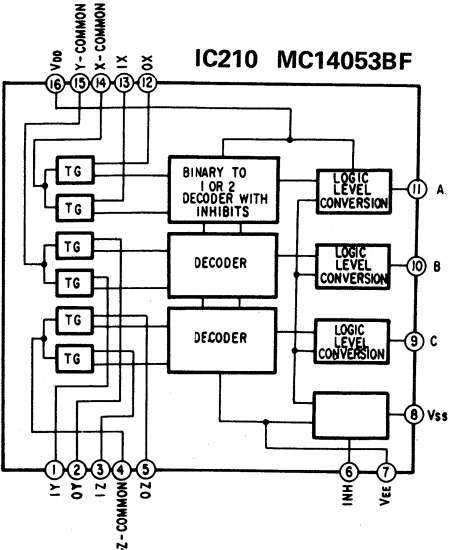 IC210 MC14053BF
VDD
Y-COMMON
X-COMMON
1X
0X
16
15
14
13
12
TG
TG
TG
TG
TG
TG
BINARY TO
1 OR 2
DECODER WITH
INHIBITS
DECODER
DECODER
LOGIC
LEVEL
CONVERSION
LOGIC
LEVEL
CONVERSION
LOGIC
LEVEL
CONVERSION
11 A
10 B
9 C
8 VSS
1
2
3
4
5
6
7
1Y
0Y
1Z
Z-COMMON
0Z
INH
VEE